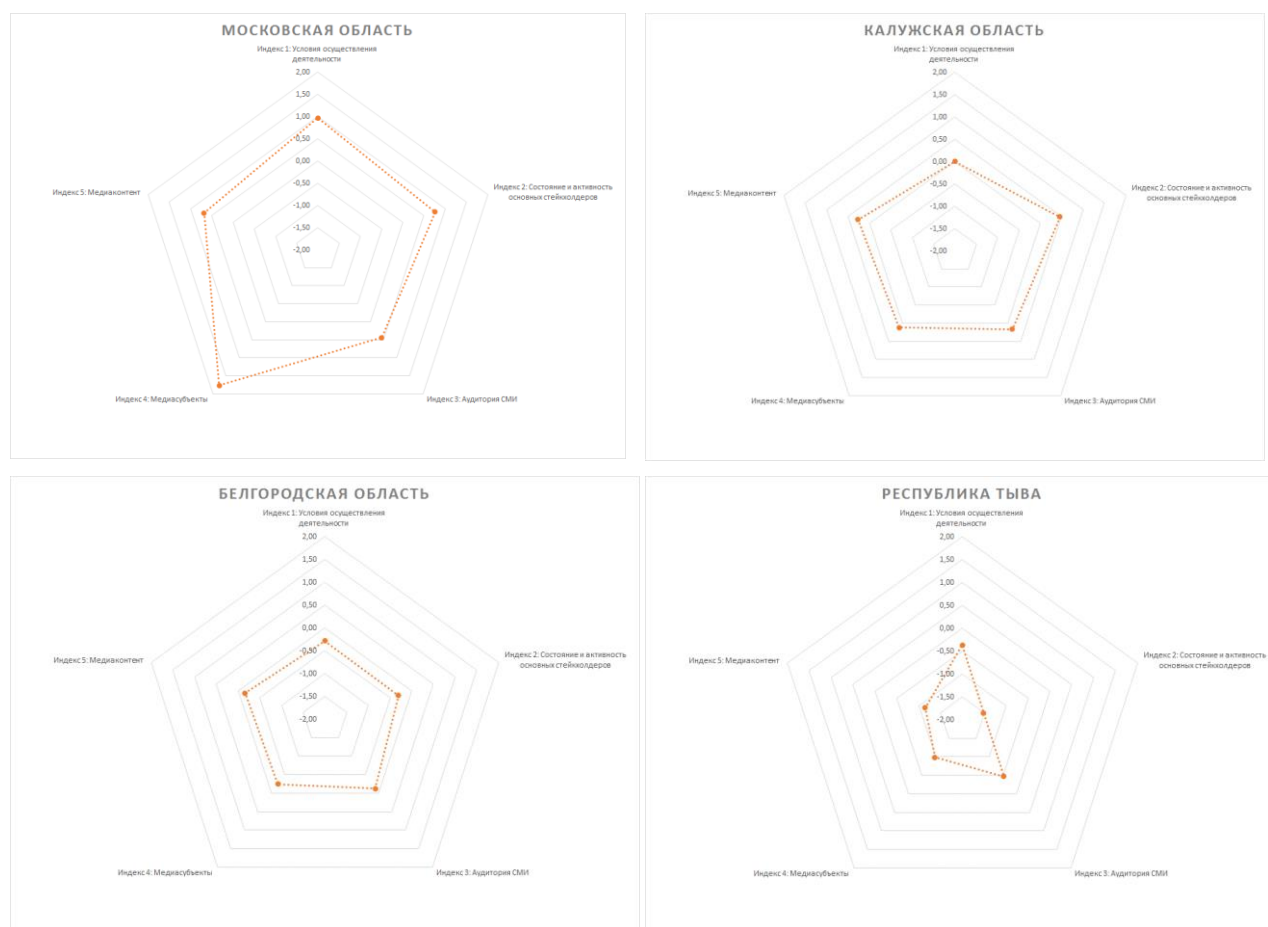 МОСКОВСКАЯ ОБЛАСТЬ
Индекс 1: Условия осуществления
деятельности
2,00
1,50
1,00
0,50
0,00
-0,50
-1,00
-1,50
-2,00
Индекс 2: Состояние и активность
основных стейкхолдеров
Индекс 3: Аудитория СМИ
Индекс 4: Медиасубъекты
Индекс 5: Медиаконтент
КАЛУЖСКАЯ ОБЛАСТЬ
Индекс 1: Условия осуществления
деятельности
2,00
1,50
1,00
0,50
0,00
-0,50
-1,00
-1,50
-2,00
Индекс 2: Состояние и активность
основных стейкхолдеров
Индекс 3: Аудитория СМИ
Индекс 4: Медиасубъекты
Индекс 5: Медиаконтент
БЕЛГОРОДСКАЯ ОБЛАСТЬ
Индекс 1: Условия осуществления
деятельности
2,00
1,50
1,00
0,50
0,00
-0,50
-1,00
-1,50
-2,00
Индекс 2: Состояние и активность
основных стейкхолдеров
Индекс 3: Аудитория СМИ
Индекс 4: Медиасубъекты
Индекс 5: Медиаконтент
РЕСПУБЛИКА ТЫВА
Индекс 1: Условия осуществления
деятельности
2,00
1,50
1,00
0,50
0,00
-0,50
-1,00
-1,50
-2,00
Индекс 2: Состояние и активность
основных стейкхолдеров
Индекс 3: Аудитория СМИ
Индекс 4: Медиасубъекты
Индекс 5: Медиаконтент